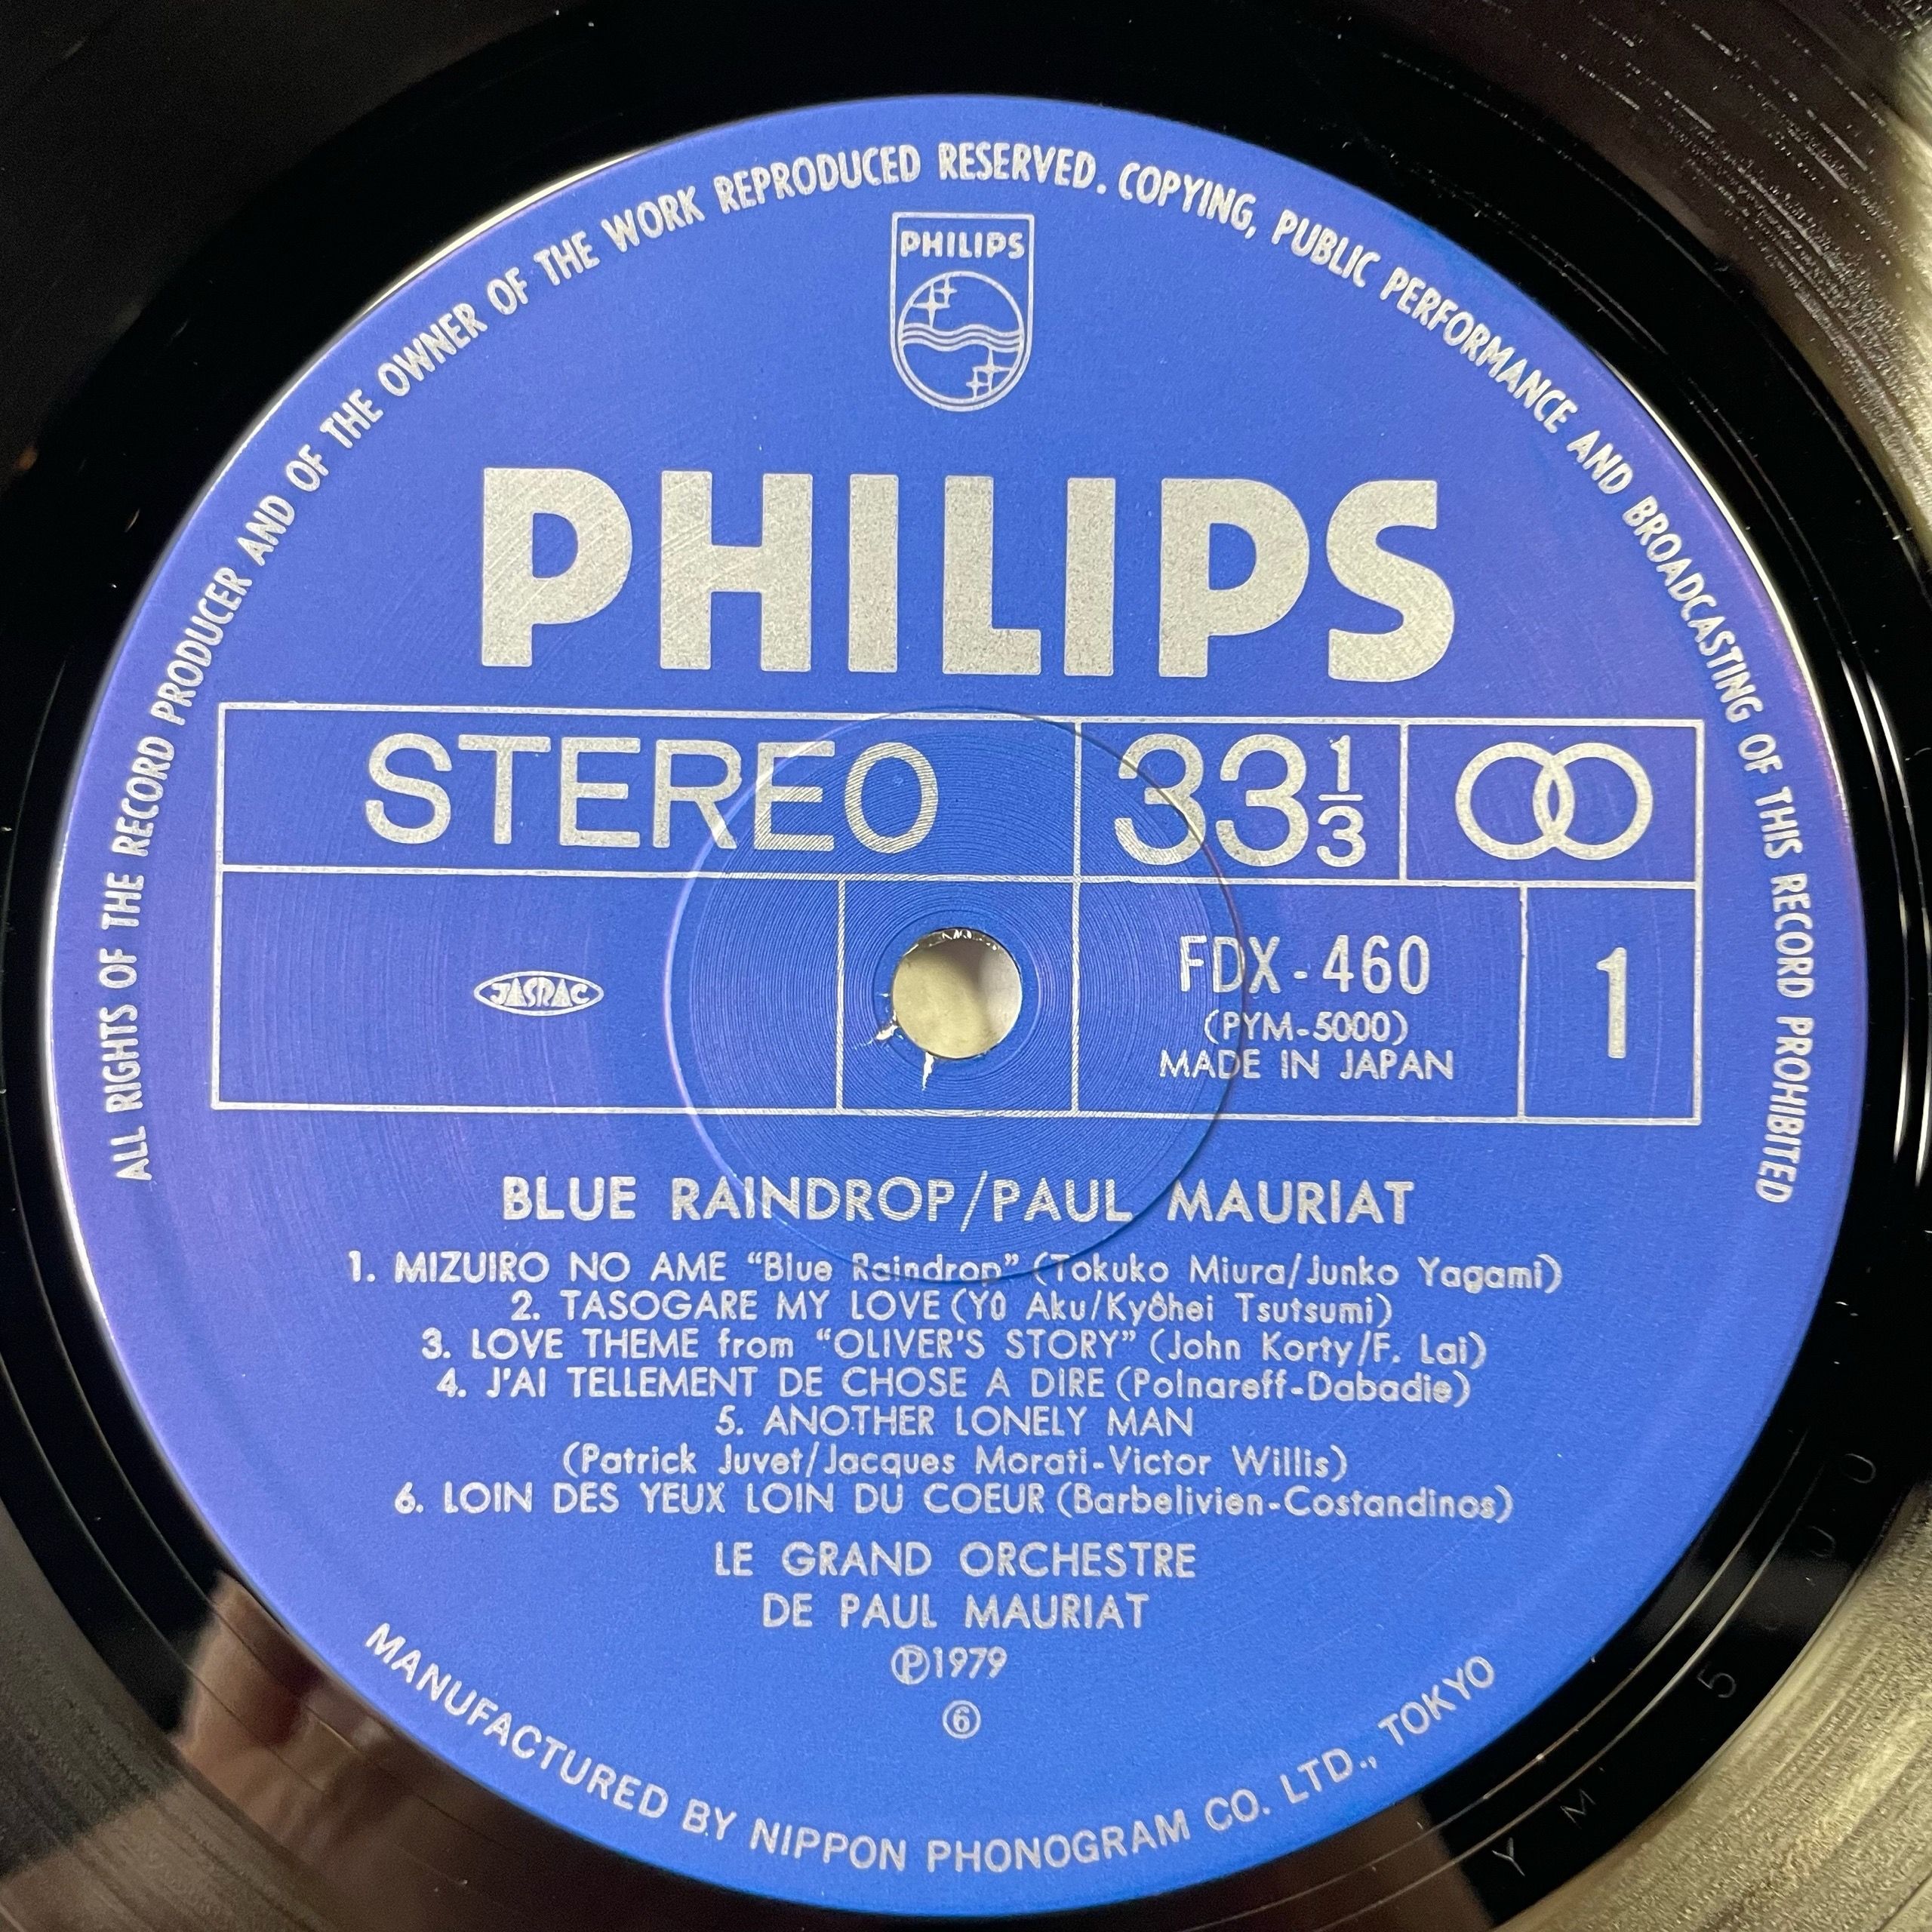 ALL RIGHTS OF THE RECORD PRODUCER AND OF THE OWNER OF THE WORK REPRODUCED RESERVED. COPYING, PUBLIC PERFORMANCE AND BROADCASTING OF THIS RECORD PROHIBITED
PHILIPS
PHILIPS
STEREO 33 1/3
JASRAC
FDX-460 1
(PYM-5000)
MADE IN JAPAN
BLUE RAINDROP/PAUL MAURIAT
1. MIZUIRO NO AME “Blue Raindrop” (Tokuko Miura/Junko Yagami)
2. TASOGARE MY LOVE (Yû Aku/Kyôhei Tsutsumi)
3. LOVE THEME from “OLIVER'S STORY” (John Korty/F. Lai)
4. J'AI TELLEMENT DE CHOSE A DIRE (Polnareff-Dabadie)
5. ANOTHER LONELY MAN
(Patrick Juvet/Jacques Morati-Victor Willis)
6. LOIN DES YEUX LOIN DU COEUR (Barbelivien-Costandinos)
LE GRAND ORCHESTRE
DE PAUL MAURIAT
Ⓟ1979
⑥
MANUFACTURED BY NIPPON PHONOGRAM CO. LTD., TOKYO